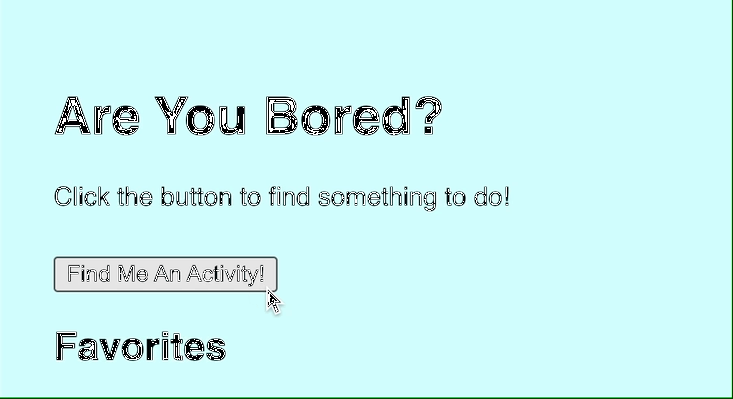 Are You Bored?
Click the button to find something to do!
Find Me An Activity!
Favorites